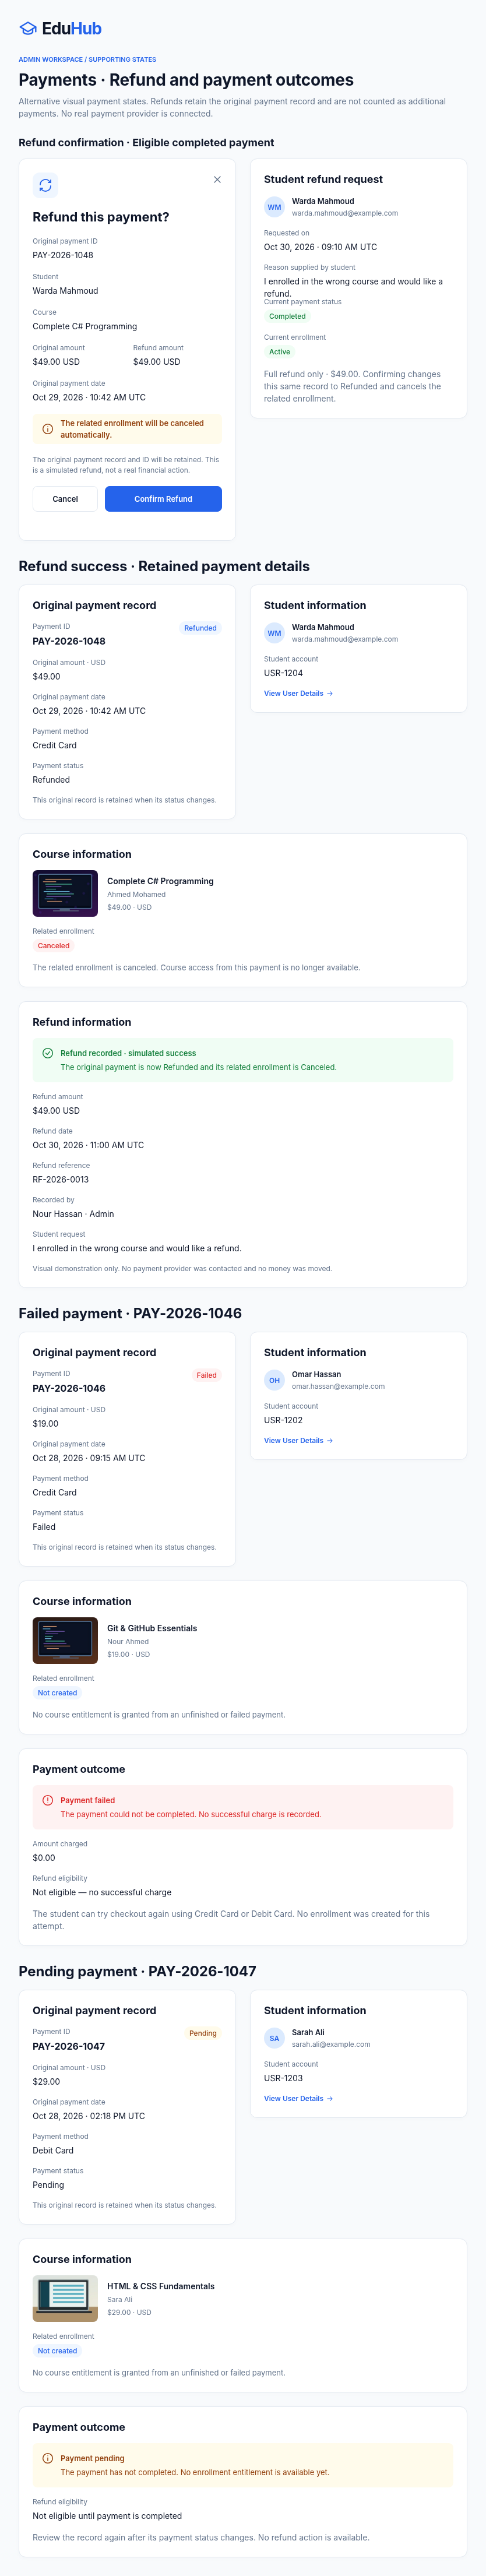 EduHub
ADMIN WORKSPACE / SUPPORTING STATES
Payments · Refund and payment outcomes
Alternative visual payment states. Refunds retain the original payment record and are not counted as additional
payments. No real payment provider is connected.
Refund confirmation · Eligible completed payment
Refund this payment?
Original payment ID
PAY-2026-1048
Student
Warda Mahmoud
Course
Complete C# Programming
Original amount Refund amount
$49.00 USD $49.00 USD
Original payment date
Oct 29, 2026 · 10:42 AM UTC
The related enrollment will be canceled
automatically.
The original payment record and ID will be retained. This
is a simulated refund, not a real financial action.
Cancel Confirm Refund
Student refund request
WM Warda Mahmoud
warda.mahmoud@example.com
Requested on
Oct 30, 2026 · 09:10 AM UTC
Reason supplied by student
I enrolled in the wrong course and would like a
refund.
Current payment status
Completed
Current enrollment
Active
Full refund only · $49.00. Confirming changes
this same record to Refunded and cancels the
related enrollment.
Refund success · Retained payment details
Original payment record
Payment ID Refunded
PAY-2026-1048
Original amount · USD
$49.00
Original payment date
Oct 29, 2026 · 10:42 AM UTC
Payment method
Credit Card
Payment status
Refunded
This original record is retained when its status changes.
Student information
WM Warda Mahmoud
warda.mahmoud@example.com
Student account
USR-1204
View User Details →
Course information
Complete C# Programming
Ahmed Mohamed
$49.00 · USD
Related enrollment
Canceled
The related enrollment is canceled. Course access from this payment is no longer available.
Refund information
Refund recorded · simulated success
The original payment is now Refunded and its related enrollment is Canceled.
Refund amount
$49.00 USD
Refund date
Oct 30, 2026 · 11:00 AM UTC
Refund reference
RF-2026-0013
Recorded by
Nour Hassan · Admin
Student request
I enrolled in the wrong course and would like a refund.
Visual demonstration only. No payment provider was contacted and no money was moved.
Failed payment · PAY-2026-1046
Original payment record
Payment ID Failed
PAY-2026-1046
Original amount · USD
$19.00
Original payment date
Oct 28, 2026 · 09:15 AM UTC
Payment method
Credit Card
Payment status
Failed
This original record is retained when its status changes.
Student information
OH Omar Hassan
omar.hassan@example.com
Student account
USR-1202
View User Details →
Course information
Git & GitHub Essentials
Nour Ahmed
$19.00 · USD
Related enrollment
Not created
No course entitlement is granted from an unfinished or failed payment.
Payment outcome
Payment failed
The payment could not be completed. No successful charge is recorded.
Amount charged
$0.00
Refund eligibility
Not eligible — no successful charge
The student can try checkout again using Credit Card or Debit Card. No enrollment was created for this
attempt.
Pending payment · PAY-2026-1047
Original payment record
Payment ID Pending
PAY-2026-1047
Original amount · USD
$29.00
Original payment date
Oct 28, 2026 · 02:18 PM UTC
Payment method
Debit Card
Payment status
Pending
This original record is retained when its status changes.
Student information
SA Sarah Ali
sarah.ali@example.com
Student account
USR-1203
View User Details →
Course information
HTML & CSS Fundamentals
Sara Ali
$29.00 · USD
Related enrollment
Not created
No course entitlement is granted from an unfinished or failed payment.
Payment outcome
Payment pending
The payment has not completed. No enrollment entitlement is available yet.
Refund eligibility
Not eligible until payment is completed
Review the record again after its payment status changes. No refund action is available.